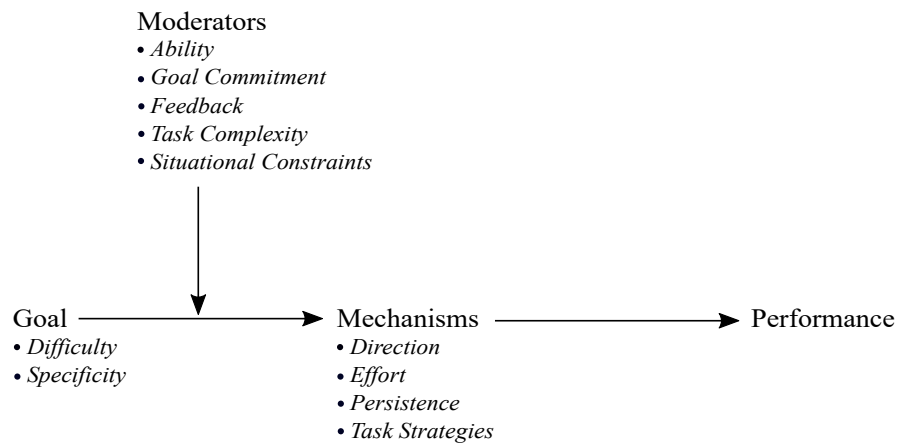 Moderators
• Ability
• Goal Commitment
• Feedback
• Task Complexity
• Situational Constraints
Goal
• Difficulty
• Specificity
Mechanisms
• Direction
• Effort
• Persistence
• Task Strategies
Performance